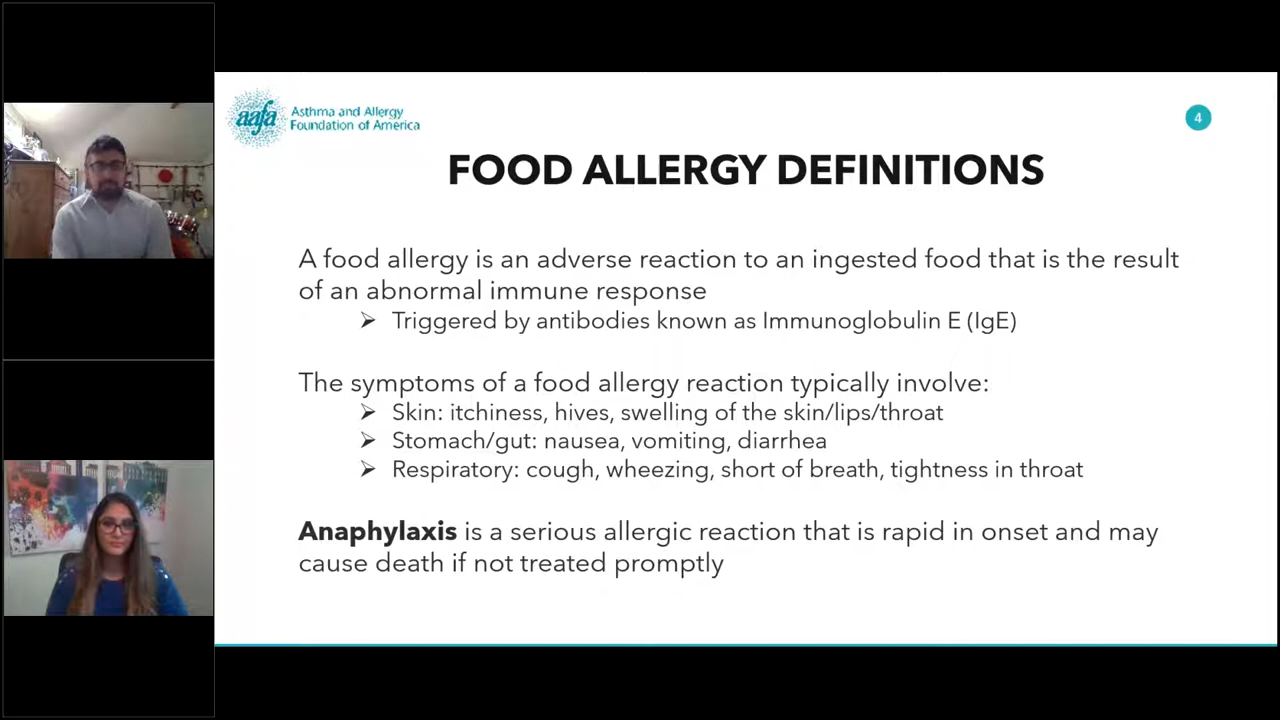 aafa
Asthma and Allergy
Foundation of America
4
FOOD ALLERGY DEFINITIONS
A food allergy is an adverse reaction to an ingested food that is the result
of an abnormal immune response
➢ Triggered by antibodies known as Immunoglobulin E (IgE)
The symptoms of a food allergy reaction typically involve:
➢ Skin: itchiness, hives, swelling of the skin/lips/throat
➢ Stomach/gut: nausea, vomiting, diarrhea
➢ Respiratory: cough, wheezing, short of breath, tightness in throat
Anaphylaxis is a serious allergic reaction that is rapid in onset and may
cause death if not treated promptly